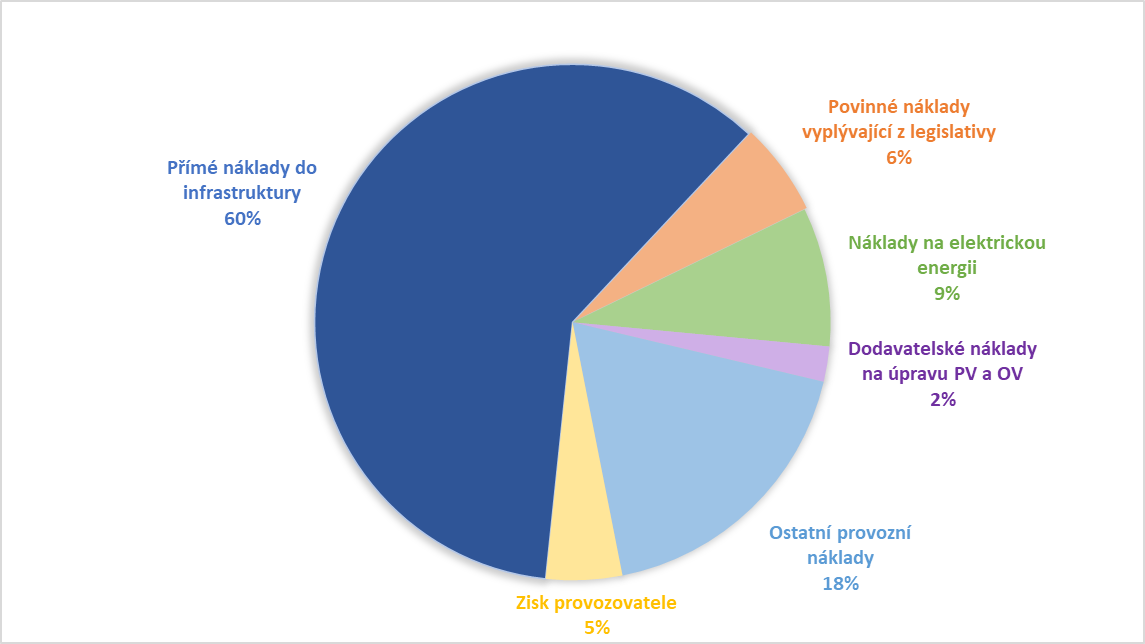 Povinné náklady
vyplývající z legislativy
6%
Přímé náklady do
infrastruktury
60%
Náklady na elektrickou
energii
9%
Dodavatelské náklady
na úpravu PV a OV
2%
Ostatní provozní
náklady
18%
Zisk provozovatele
5%